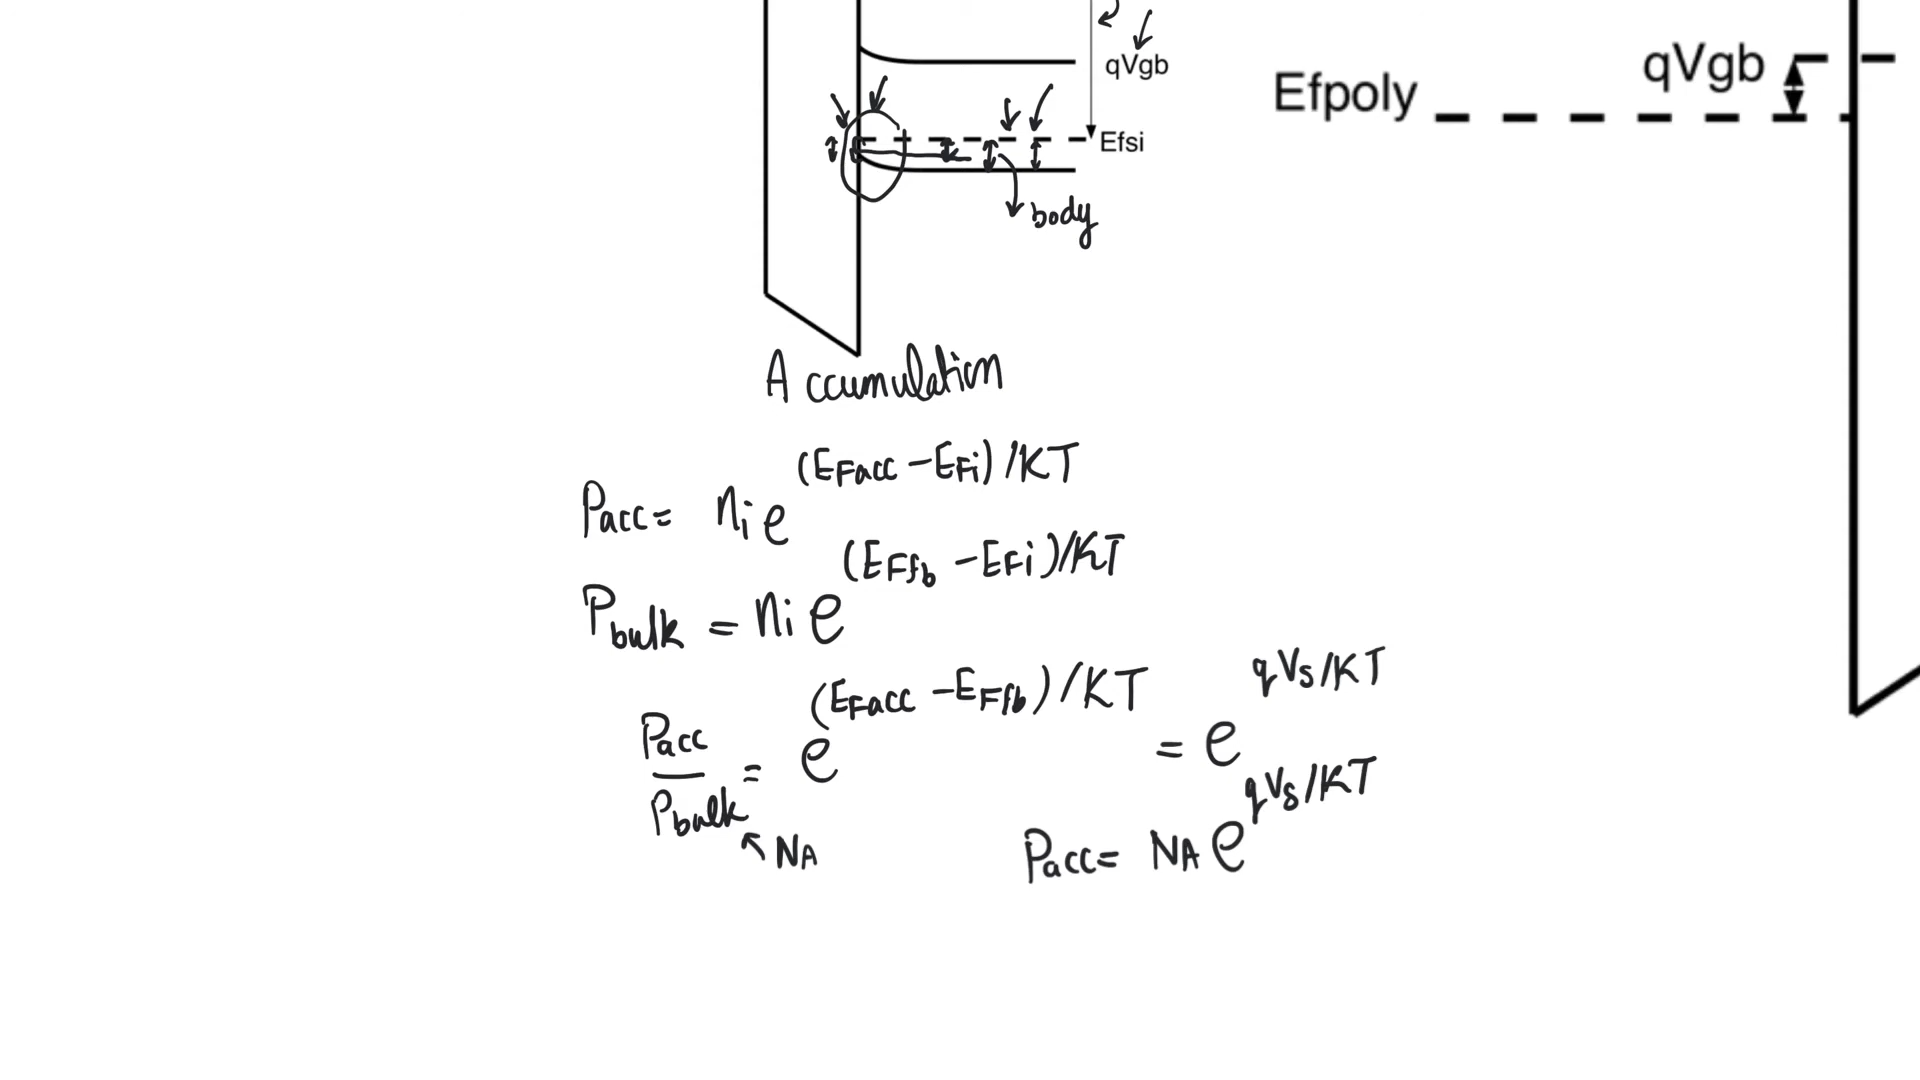 qVgb
Efsi
body
qVgb
Efpoly
Accumulation
Pacc = ni e^(EFacc - EFi)/KT
Pbulk = ni e^(EFfb - EFi)/KT
Pacc/Pbulk = e^(EFacc - EFfb)/KT = e^qVs/KT
NA
Pacc = NA e^qVs/KT